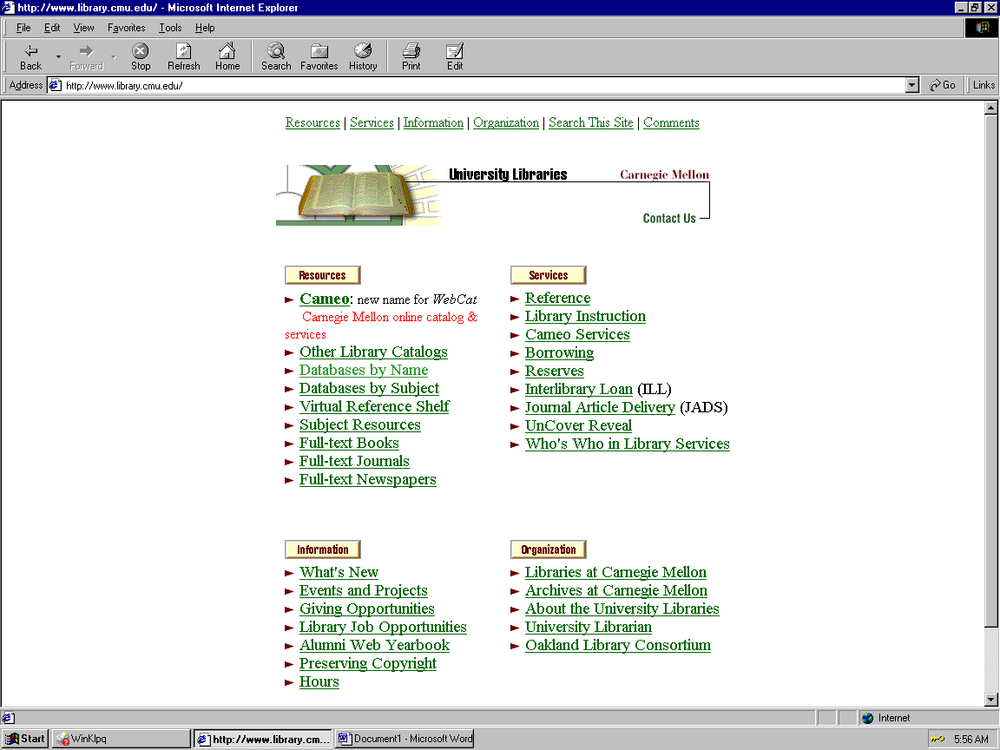 http://www.library.cmu.edu/ - Microsoft Internet Explorer
File Edit View Favorites Tools Help
Back Forward Stop Refresh Home Search Favorites History Print Edit
Address http://www.library.cmu.edu/ Go Links
Resources | Services | Information | Organization | Search This Site | Comments
University Libraries Carnegie Mellon
Contact Us
Resources
Cameo: new name for WebCat
Carnegie Mellon online catalog &
services
Other Library Catalogs
Databases by Name
Databases by Subject
Virtual Reference Shelf
Subject Resources
Full-text Books
Full-text Journals
Full-text Newspapers
Services
Reference
Library Instruction
Cameo Services
Borrowing
Reserves
Interlibrary Loan (ILL)
Journal Article Delivery (JADS)
UnCover Reveal
Who's Who in Library Services
Information
What's New
Events and Projects
Giving Opportunities
Library Job Opportunities
Alumni Web Yearbook
Preserving Copyright
Hours
Organization
Libraries at Carnegie Mellon
Archives at Carnegie Mellon
About the University Libraries
University Librarian
Oakland Library Consortium
Internet
Start WinKlpq http://www.library.cm... Document1 - Microsoft Word 5:56 AM